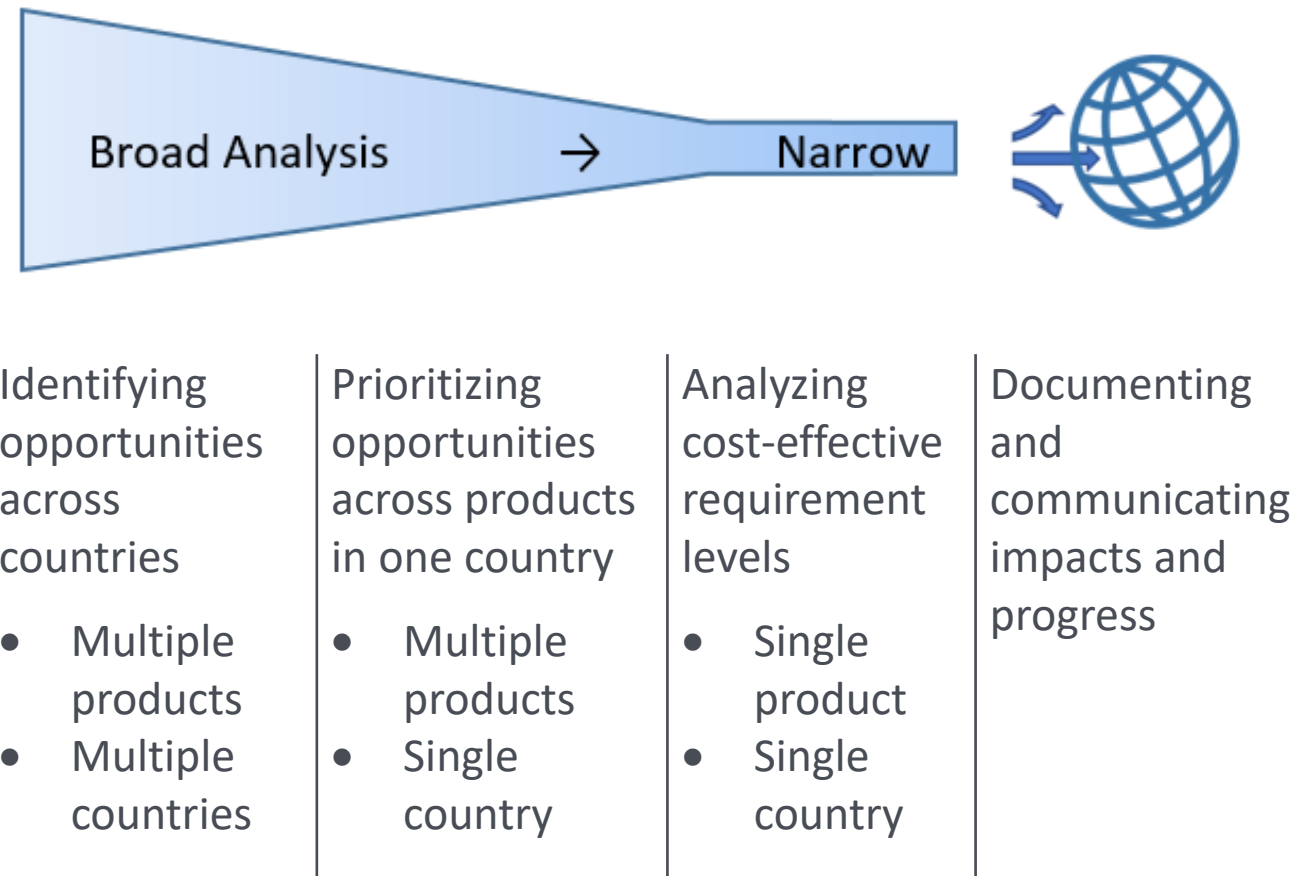 Broad Analysis → Narrow
Identifying
opportunities
across
countries
• Multiple
products
• Multiple
countries
Prioritizing
opportunities
across products
in one country
• Multiple
products
• Single
country
Analyzing
cost-effective
requirement
levels
• Single
product
• Single
country
Documenting
and
communicating
impacts and
progress